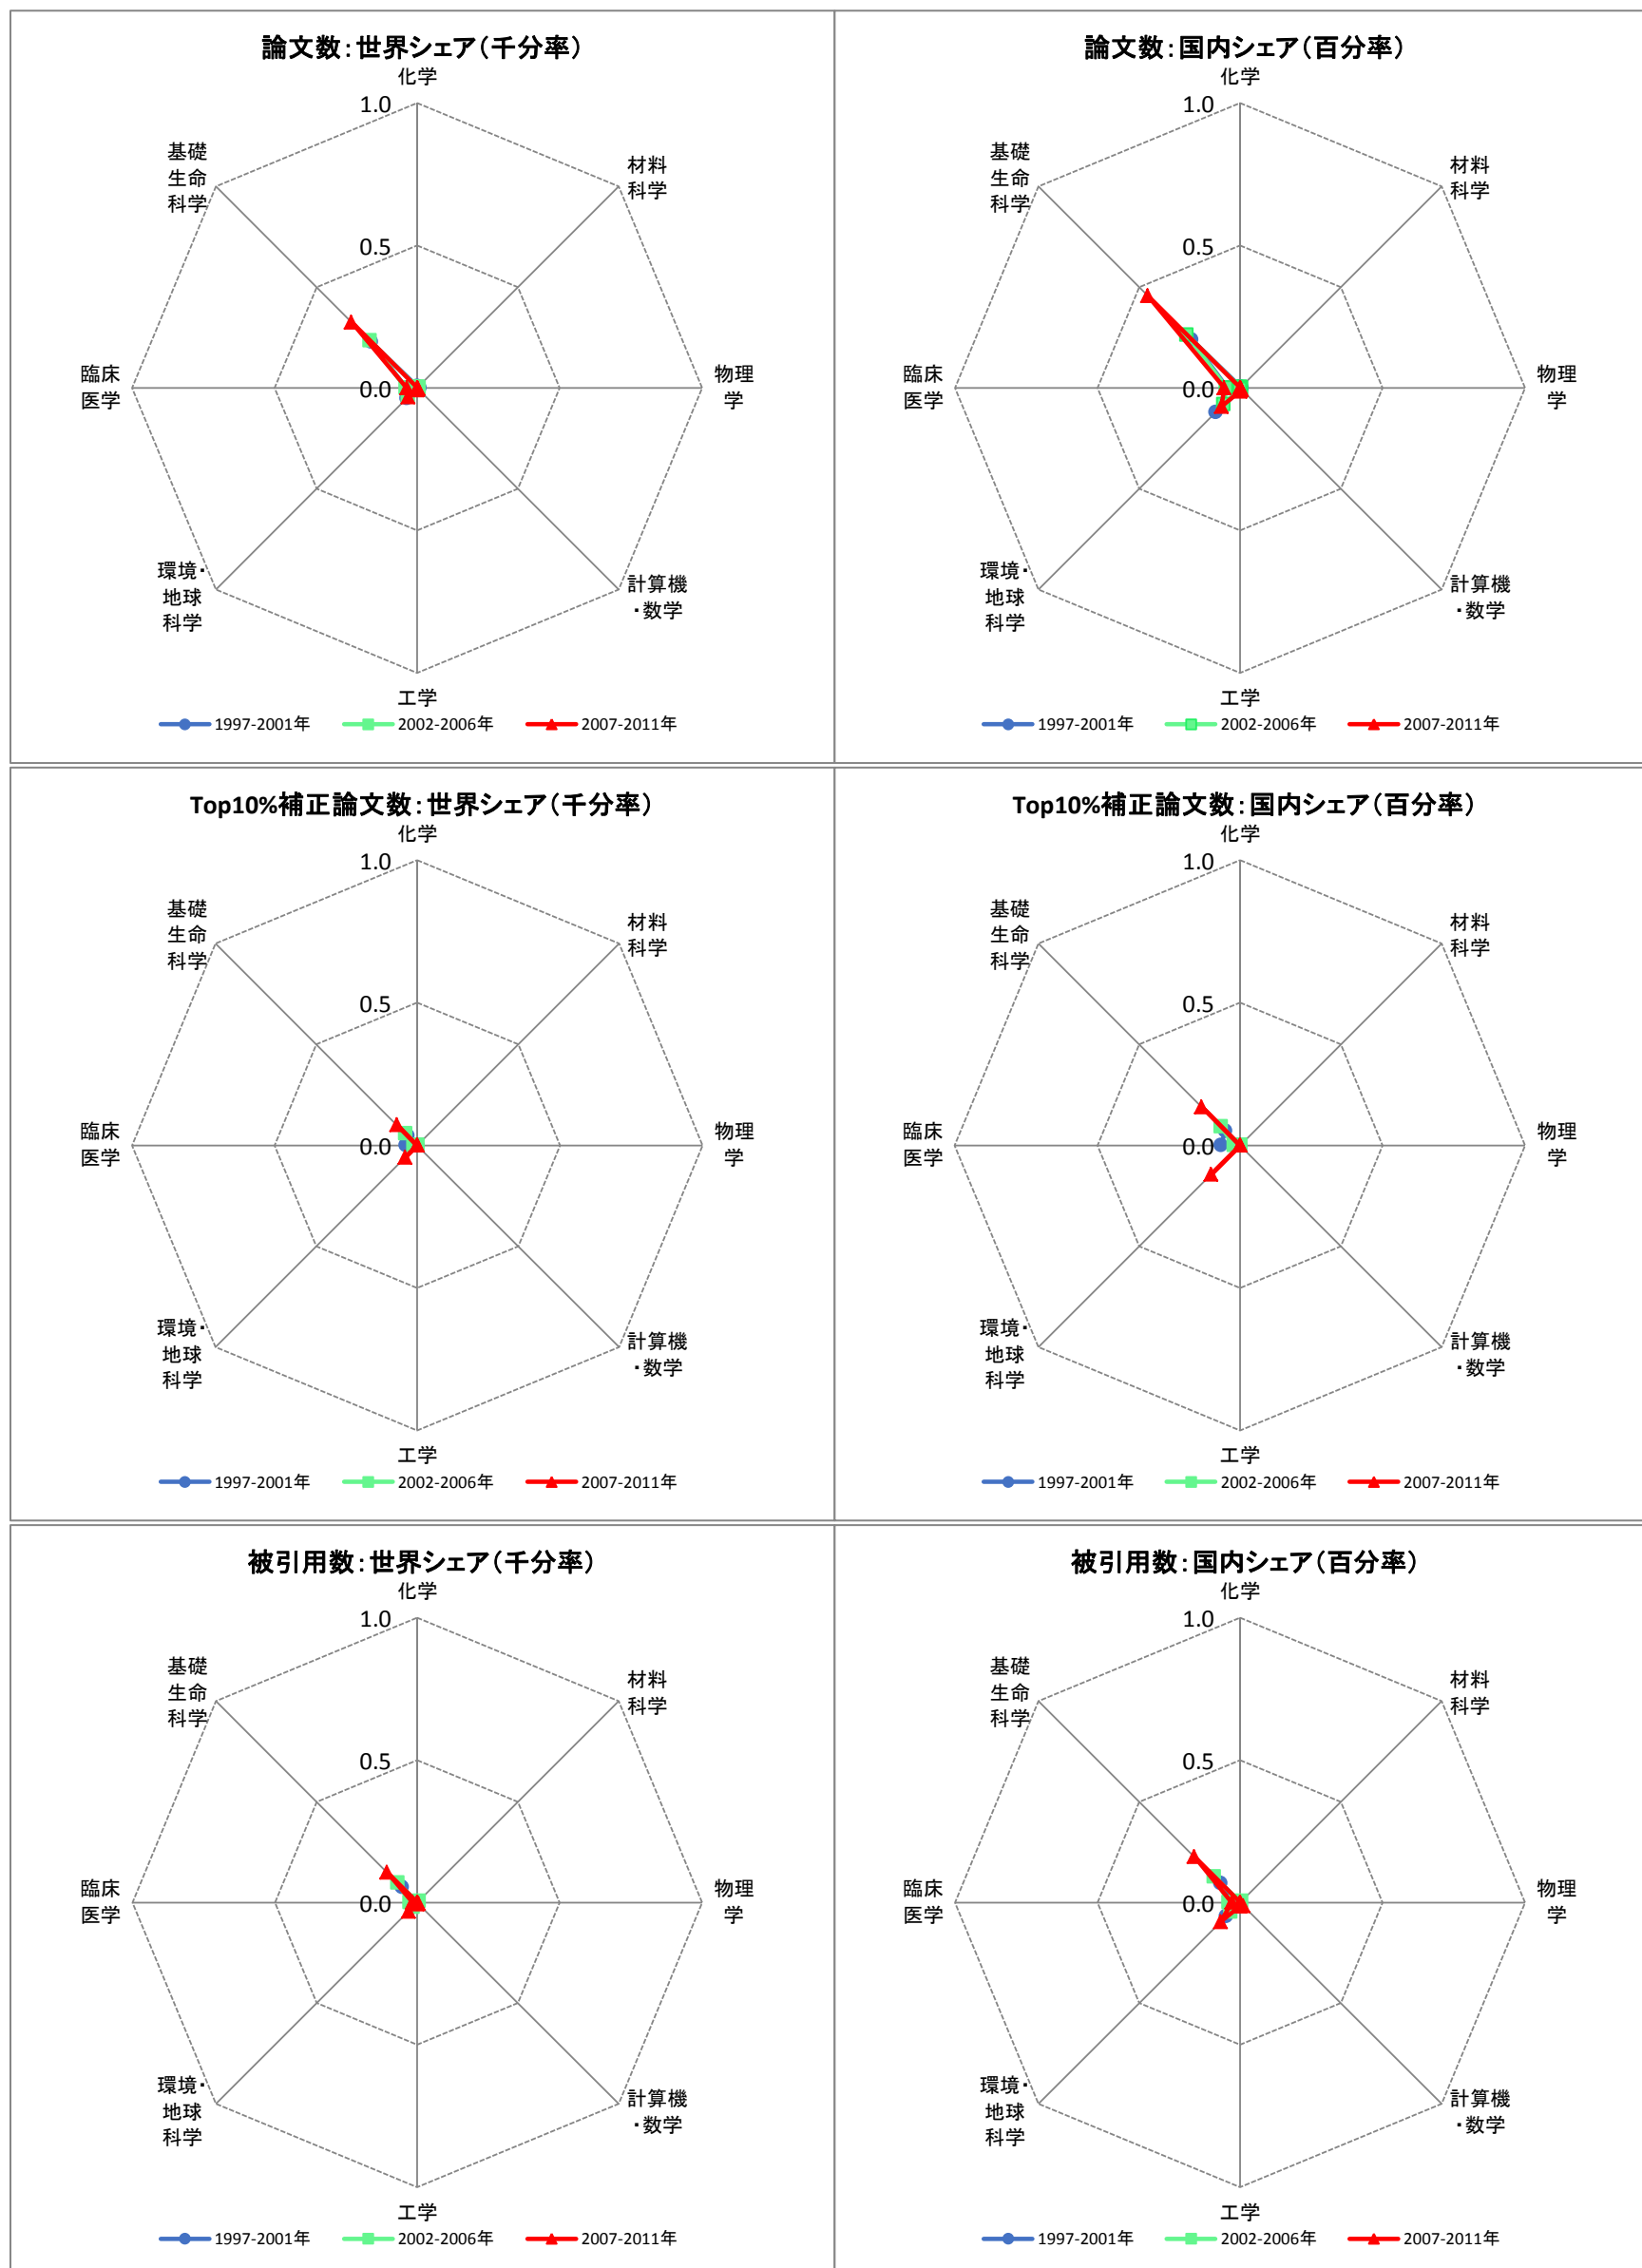 論文数：世界シェア（千分率）
化学
1.0
基礎
生命
科学
材料
科学
0.5
臨床
医学
0.0
物理
学
環境・
地球
科学
計算機
・数学
工学
1997-2001年 2002-2006年 2007-2011年
論文数：国内シェア（百分率）
化学
1.0
基礎
生命
科学
材料
科学
0.5
臨床
医学
0.0
物理
学
環境・
地球
科学
計算機
・数学
工学
1997-2001年 2002-2006年 2007-2011年
Top10%補正論文数：世界シェア（千分率）
化学
1.0
基礎
生命
科学
材料
科学
0.5
臨床
医学
0.0
物理
学
環境・
地球
科学
計算機
・数学
工学
1997-2001年 2002-2006年 2007-2011年
Top10%補正論文数：国内シェア（百分率）
化学
1.0
基礎
生命
科学
材料
科学
0.5
臨床
医学
0.0
物理
学
環境・
地球
科学
計算機
・数学
工学
1997-2001年 2002-2006年 2007-2011年
被引用数：世界シェア（千分率）
化学
1.0
基礎
生命
科学
材料
科学
0.5
臨床
医学
0.0
物理
学
環境・
地球
科学
計算機
・数学
工学
1997-2001年 2002-2006年 2007-2011年
被引用数：国内シェア（百分率）
化学
1.0
基礎
生命
科学
材料
科学
0.5
臨床
医学
0.0
物理
学
環境・
地球
科学
計算機
・数学
工学
1997-2001年 2002-2006年 2007-2011年